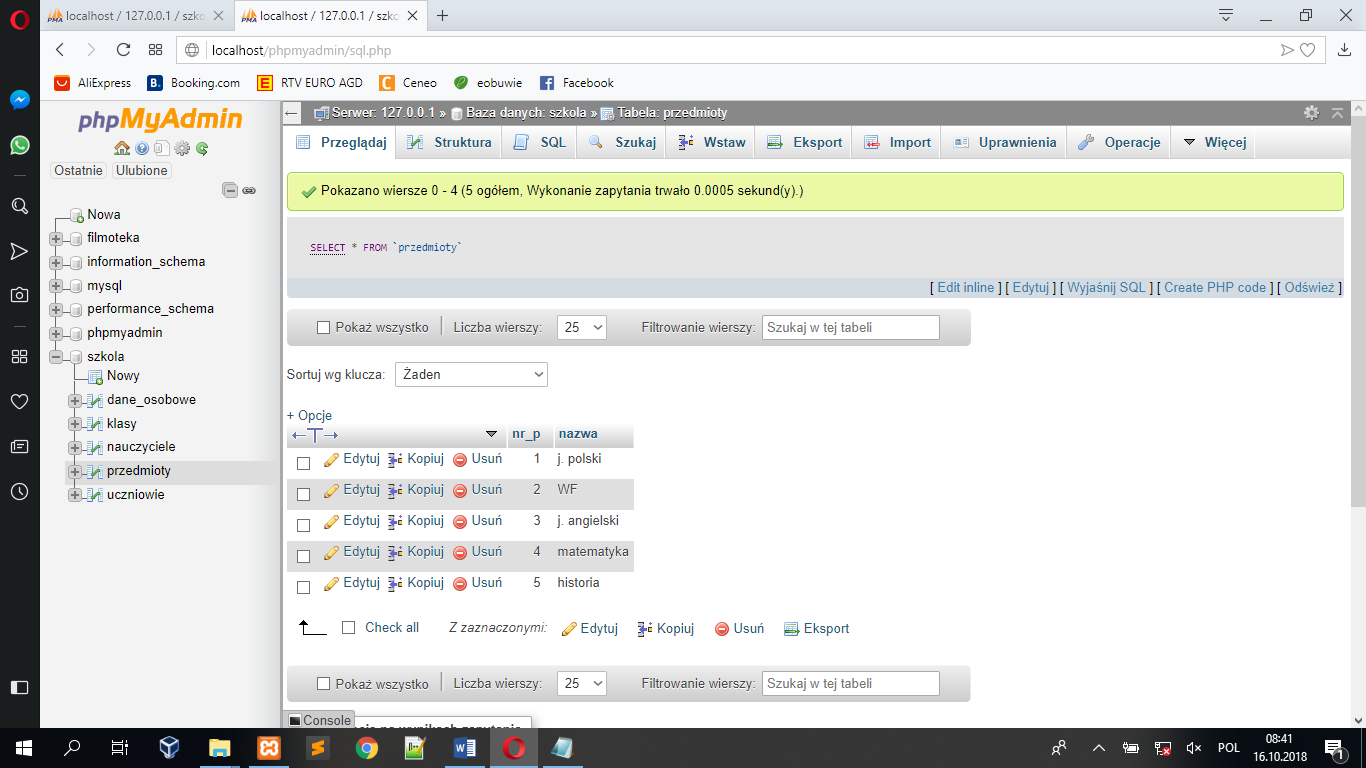 localhost / 127.0.0.1 / szko
localhost / 127.0.0.1 / szko
localhost/phpmyadmin/sql.php
AliExpress Booking.com RTV EURO AGD Ceneo eobuwie Facebook
phpMyAdmin
Ostatnie Ulubione
Nowa
filmoteka
information_schema
mysql
performance_schema
phpmyadmin
szkola
Nowy
dane_osobowe
klasy
nauczyciele
przedmioty
uczniowie
Serwer: 127.0.0.1 » Baza danych: szkola » Tabela: przedmioty
Przeglądaj Struktura SQL Szukaj Wstaw Eksport Import Uprawnienia Operacje Więcej
Pokazano wiersze 0 - 4 (5 ogółem, Wykonanie zapytania trwało 0.0005 sekund(y).)
SELECT * FROM `przedmioty`
[ Edit inline ] [ Edytuj ] [ Wyjaśnij SQL ] [ Create PHP code ] [ Odśwież ]
Pokaż wszystko Liczba wierszy: 25 Filtrowanie wierszy: Szukaj w tej tabeli
Sortuj wg klucza: Żaden
+ Opcje
nr_p nazwa
Edytuj Kopiuj Usuń 1 j. polski
Edytuj Kopiuj Usuń 2 WF
Edytuj Kopiuj Usuń 3 j. angielski
Edytuj Kopiuj Usuń 4 matematyka
Edytuj Kopiuj Usuń 5 historia
Check all Z zaznaczonymi: Edytuj Kopiuj Usuń Eksport
Pokaż wszystko Liczba wierszy: 25 Filtrowanie wierszy: Szukaj w tej tabeli
Console
POL
08:41
16.10.2018
1